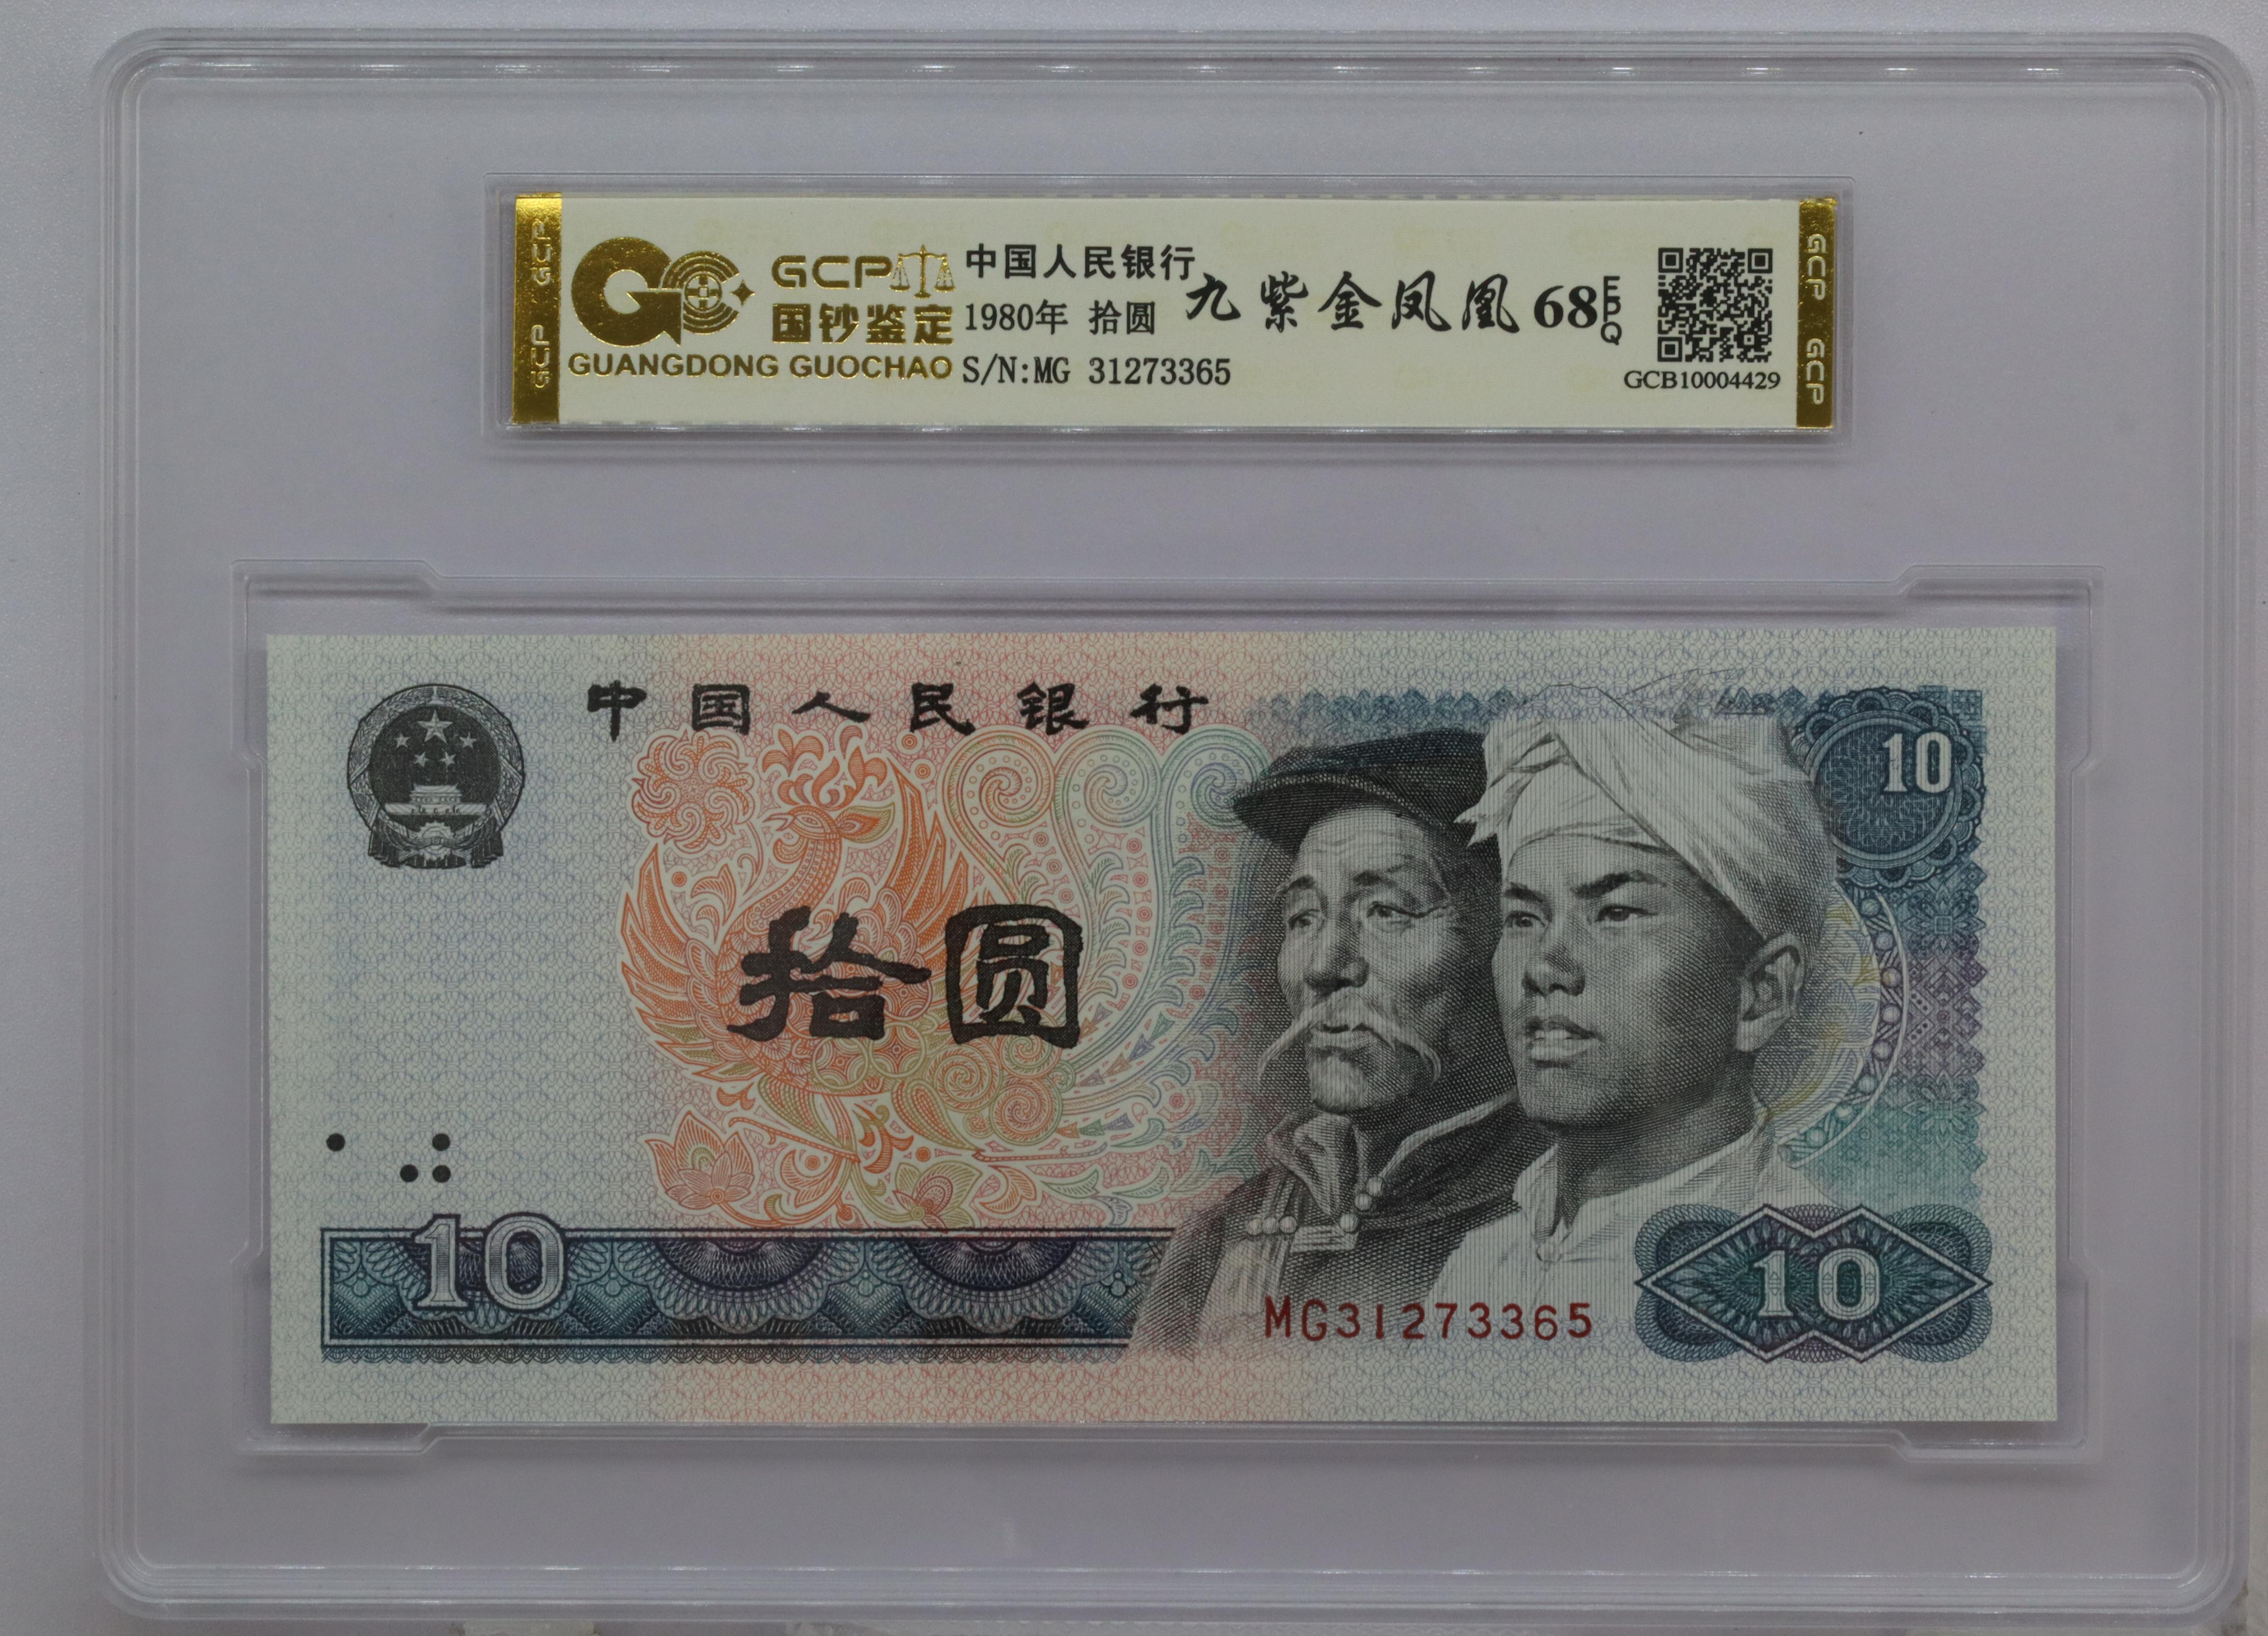 GCP GCP
GCP
国钞鉴定
GUANGDONG GUOCHAO
中国人民银行
1980年 拾圆
S/N:MG 31273365
九紫金凤凰 68 EPQ
GCB10004429
GCP GCP
中国人民银行
10
拾圆
10
MG31273365
10